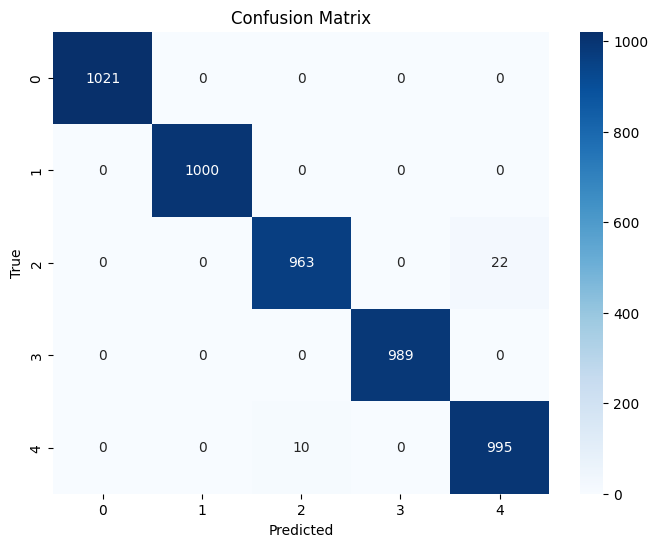 Confusion Matrix
True
0 1021 0 0 0 0
1 0 1000 0 0 0
2 0 0 963 0 22
3 0 0 0 989 0
4 0 0 10 0 995
0 1 2 3 4
Predicted
1000
800
600
400
200
0